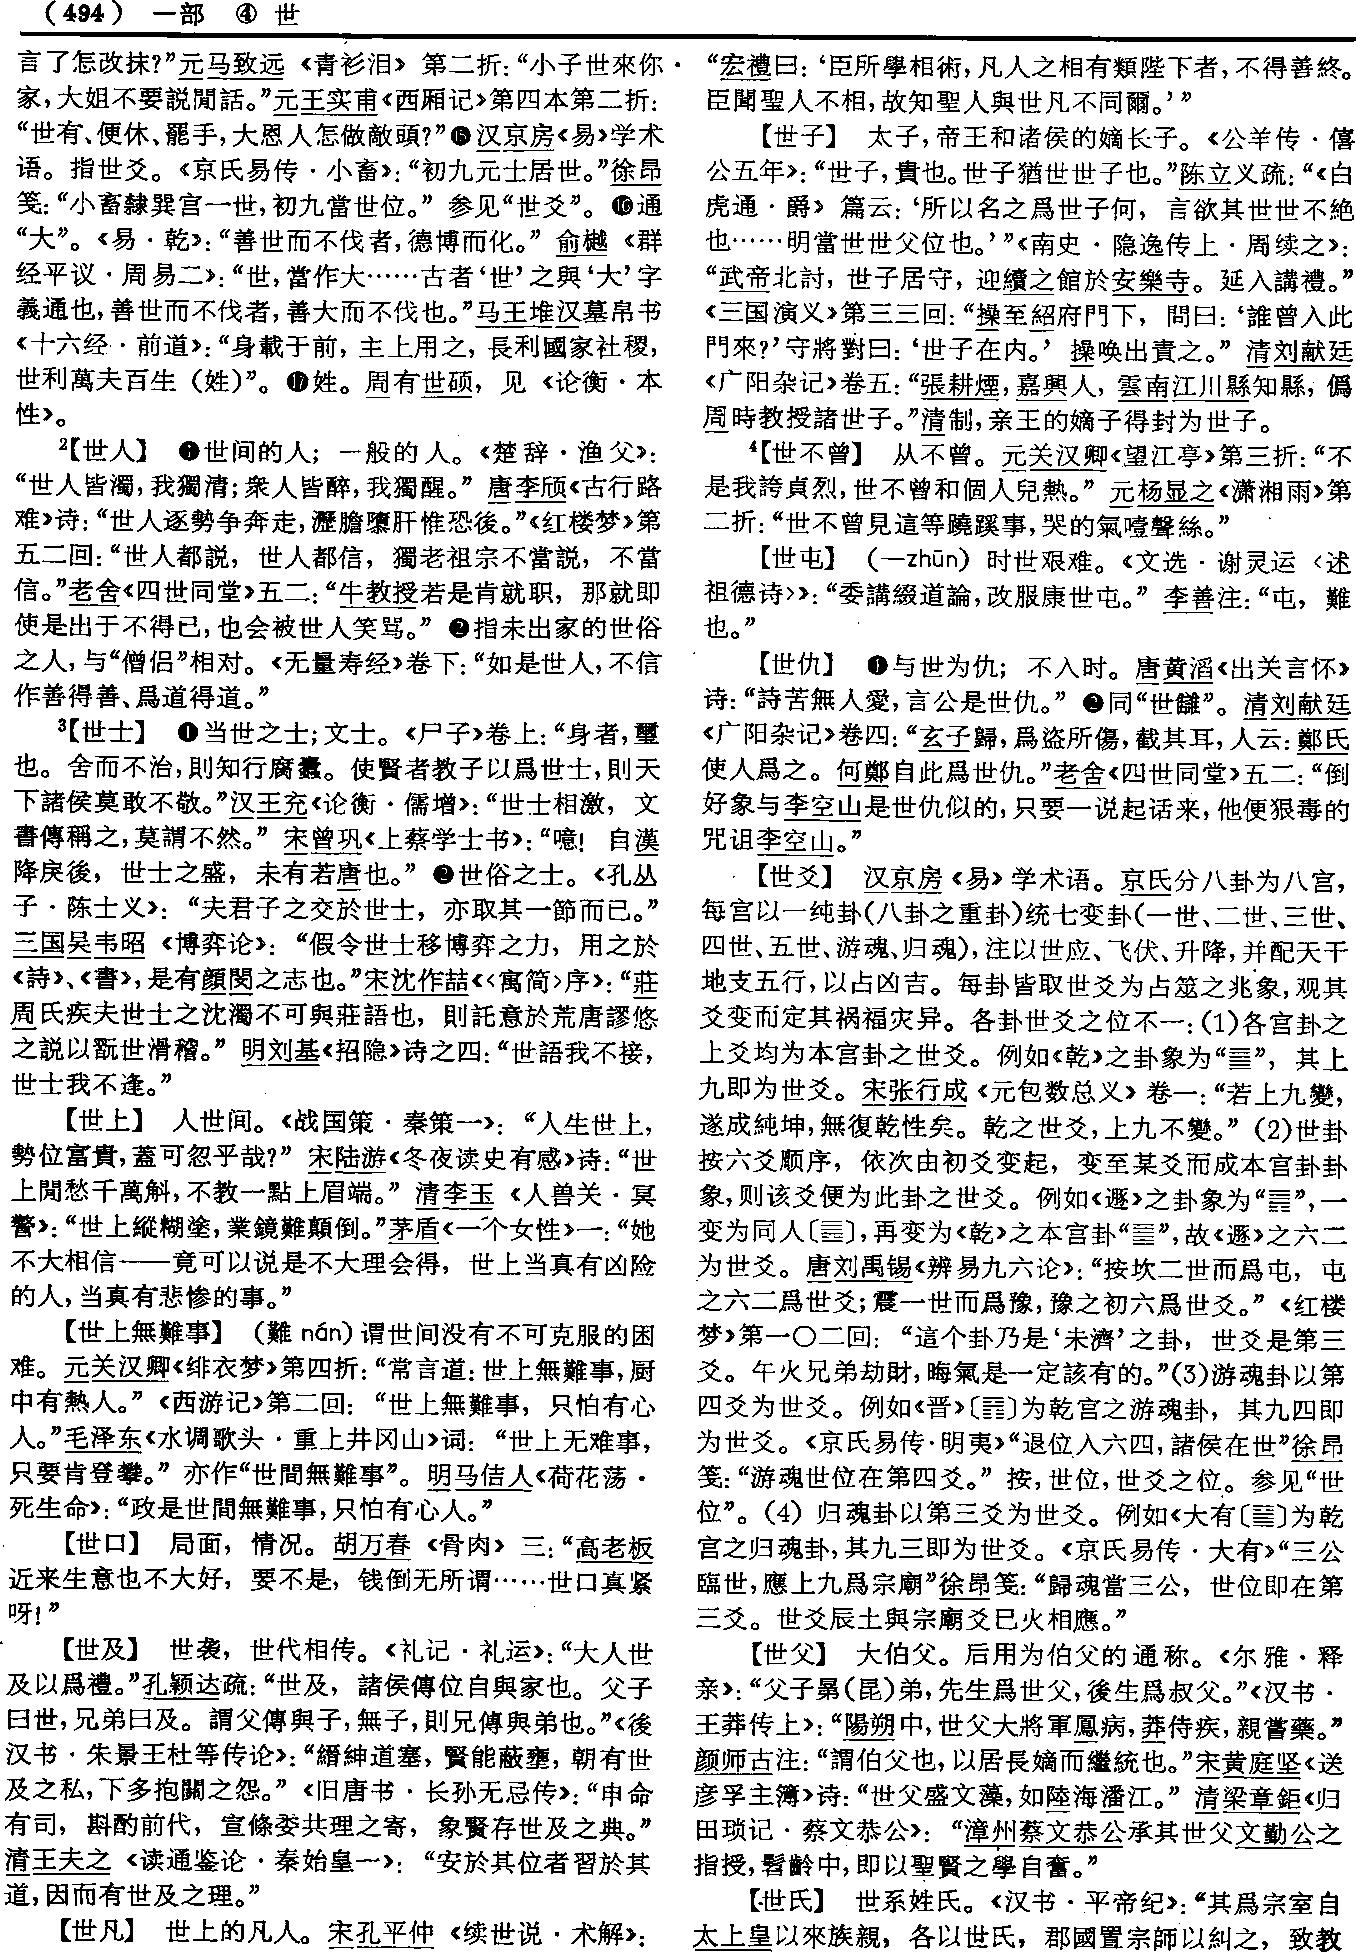 （494） 一部 ④ 世
言了怎改抹？”元马致远《青衫泪》第二折：“小子世來你
家，大姐不要説閒話。”元王实甫《西厢记》第四本第二折：
“世有、便休、罷手，大恩人怎做敵頭？”⓯汉京房《易》学术
语。指世爻。《京氏易传·小畜》：“初九元士居世。”徐昂
笺：“小畜隸巽宫一世，初九當世位。”参见“世爻”。⓰通
“大”。《易·乾》：“善世而不伐者，德博而化。”俞樾《群
经平议·周易二》：“世，當作大……古者‘世’之與‘大’字
義通也，善世而不伐者，善大而不伐也。”马王堆汉墓帛书
《十六经·前道》：“身載于前，主上用之，長利國家社稷，
世利萬夫百生（姓）”。⓱姓。周有世硕，见《论衡·本
性》。
²【世人】 ❶世间的人；一般的人。《楚辞·渔父》：
“世人皆濁，我獨清；衆人皆醉，我獨醒。”唐李颀《古行路
难》诗：“世人逐勢争奔走，瀝膽隳肝惟恐後。”《红楼梦》第
五二回：“世人都説，世人都信，獨老祖宗不當説，不當
信。”老舍《四世同堂》五二：“牛教授若是肯就职，那就即
使是出于不得已，也会被世人笑骂。”❷指未出家的世俗
之人，与“僧侣”相对。《无量寿经》卷下：“如是世人，不信
作善得善、爲道得道。”
³【世士】 ❶当世之士；文士。《尸子》卷上：“身者，璽
也。舍而不治，則知行腐蠹。使賢者教子以爲世士，則天
下諸侯莫敢不敬。”汉王充《论衡·儒增》：“世士相激，文
書傳稱之，莫謂不然。”宋曾巩《上蔡学士书》：“噫！自漢
降戾後，世士之盛，未有若唐也。”❷世俗之士。《孔丛
子·陈士义》：“夫君子之交於世士，亦取其一節而已。”
三国吴韦昭《博弈论》：“假令世士移博弈之力，用之於
《詩》、《書》，是有顔閔之志也。”宋沈作喆《〈寓简〉序》：“莊
周氏疾夫世士之沈濁不可與莊語也，則託意於荒唐謬悠
之説以翫世滑稽。”明刘基《招隐》诗之四：“世語我不接，
世士我不逢。”
【世上】 人世间。《战国策·秦策一》：“人生世上，
勢位富貴，蓋可忽乎哉？”宋陆游《冬夜读史有感》诗：“世
上閒愁千萬斛，不教一點上眉端。”清李玉《人兽关·冥
警》：“世上縱糊塗，業鏡難顛倒。”茅盾《一个女性》一：“她
不大相信——竟可以说是不大理会得，世上当真有凶险
的人，当真有悲惨的事。”
【世上無難事】 （難 nán）谓世间没有不可克服的困
难。元关汉卿《绯衣梦》第四折：“常言道：世上無難事，厨
中有熱人。”《西游记》第二回：“世上無難事，只怕有心
人。”毛泽东《水调歌头·重上井冈山》词：“世上无难事，
只要肯登攀。”亦作“世間無難事”。明马佶人《荷花荡·
死生命》：“政是世間無難事，只怕有心人。”
【世口】 局面，情况。胡万春《骨肉》三：“高老板
近来生意也不大好，要不是，钱倒无所谓……世口真紧
呀！”
【世及】 世袭，世代相传。《礼记·礼运》：“大人世
及以爲禮。”孔颖达疏：“世及，諸侯傳位自與家也。父子
曰世，兄弟曰及。謂父傳與子，無子，則兄傳與弟也。”《後
汉书·朱景王杜等传论》：“縉紳道塞，賢能蔽壅，朝有世
及之私，下多抱關之怨。”《旧唐书·长孙无忌传》：“申命
有司，斟酌前代，宣條委共理之寄，象賢存世及之典。”
清王夫之《读通鉴论·秦始皇一》：“安於其位者習於其
道，因而有世及之理。”
【世凡】 世上的凡人。宋孔平仲《续世说·术解》：
“宏禮曰：‘臣所學相術，凡人之相有類陛下者，不得善終。
臣聞聖人不相，故知聖人與世凡不同爾。’”
【世子】 太子，帝王和诸侯的嫡长子。《公羊传·僖
公五年》：“世子，貴也。世子猶世世子也。”陈立义疏：“《白
虎通·爵》篇云：‘所以名之爲世子何，言欲其世世不絶
也……明當世世父位也。’”《南史·隐逸传上·周续之》：
“武帝北討，世子居守，迎續之館於安樂寺。延入講禮。”
《三国演义》第三三回：“操至紹府門下，問曰：‘誰曾入此
門來？’守將對曰：‘世子在内。’操唤出責之。”清刘献廷
《广阳杂记》卷五：“張耕煙，嘉興人，雲南江川縣知縣，僞
周時教授諸世子。”清制，亲王的嫡子得封为世子。
⁴【世不曾】 从不曾。元关汉卿《望江亭》第三折：“不
是我誇貞烈，世不曾和個人兒熱。”元杨显之《潇湘雨》第
二折：“世不曾見這等蹺蹊事，哭的氣噎聲絲。”
【世屯】 （—zhūn）时世艰难。《文选·谢灵运〈述
祖德诗〉》：“委講綴道論，改服康世屯。”李善注：“屯，難
也。”
【世仇】 ❶与世为仇；不入时。唐黄滔《出关言怀》
诗：“詩苦無人愛，言公是世仇。”❷同“世讎”。清刘献廷
《广阳杂记》卷四：“玄子歸，爲盜所傷，截其耳，人云：鄭氏
使人爲之。何鄭自此爲世仇。”老舍《四世同堂》五二：“倒
好象与李空山是世仇似的，只要一说起话来，他便狠毒的
咒诅李空山。”
【世爻】 汉京房《易》学术语。京氏分八卦为八宫，
每宫以一纯卦（八卦之重卦）统七变卦（一世、二世、三世、
四世、五世、游魂、归魂），注以世应、飞伏、升降，并配天干
地支五行，以占凶吉。每卦皆取世爻为占筮之兆象，观其
爻变而定其祸福灾异。各卦世爻之位不一：（1）各宫卦之
上爻均为本宫卦之世爻。例如《乾》之卦象为“䷀”，其上
九即为世爻。宋张行成《元包数总义》卷一：“若上九變，
遂成純坤，無復乾性矣。乾之世爻，上九不變。”（2）世卦
按六爻顺序，依次由初爻变起，变至某爻而成本宫卦卦
象，则该爻便为此卦之世爻。例如《遯》之卦象为“䷠”，一
变为同人〔䷌〕，再变为《乾》之本宫卦“䷀”，故《遯》之六二
为世爻。唐刘禹锡《辨易九六论》：“按坎二世而爲屯，屯
之六二爲世爻；震一世而爲豫，豫之初六爲世爻。”《红楼
梦》第一〇二回：“這个卦乃是‘未濟’之卦，世爻是第三
爻。午火兄弟劫財，晦氣是一定該有的。”（3）游魂卦以第
四爻为世爻。例如《晋》〔䷢〕为乾宫之游魂卦，其九四即
为世爻。《京氏易传·明夷》“退位入六四，諸侯在世”徐昂
笺：“游魂世位在第四爻。”按，世位，世爻之位。参见“世
位”。（4）归魂卦以第三爻为世爻。例如《大有〔䷍〕为乾
宫之归魂卦，其九三即为世爻。《京氏易传·大有》“三公
臨世，應上九爲宗廟”徐昂笺：“歸魂當三公，世位即在第
三爻。世爻辰土與宗廟爻巳火相應。”
【世父】 大伯父。后用为伯父的通称。《尔雅·释
亲》：“父子晜（昆）弟，先生爲世父，後生爲叔父。”《汉书·
王莽传上》：“陽朔中，世父大將軍鳳病，莽侍疾，親嘗藥。”
颜师古注：“謂伯父也，以居長嫡而繼統也。”宋黄庭坚《送
彦孚主簿》诗：“世父盛文藻，如陸海潘江。”清梁章鉅《归
田琐记·蔡文恭公》：“漳州蔡文恭公承其世父文勤公之
指授，髫齡中，即以聖賢之學自奮。”
【世氏】 世系姓氏。《汉书·平帝纪》：“其爲宗室自
太上皇以來族親，各以世氏，郡國置宗師以糾之，致教